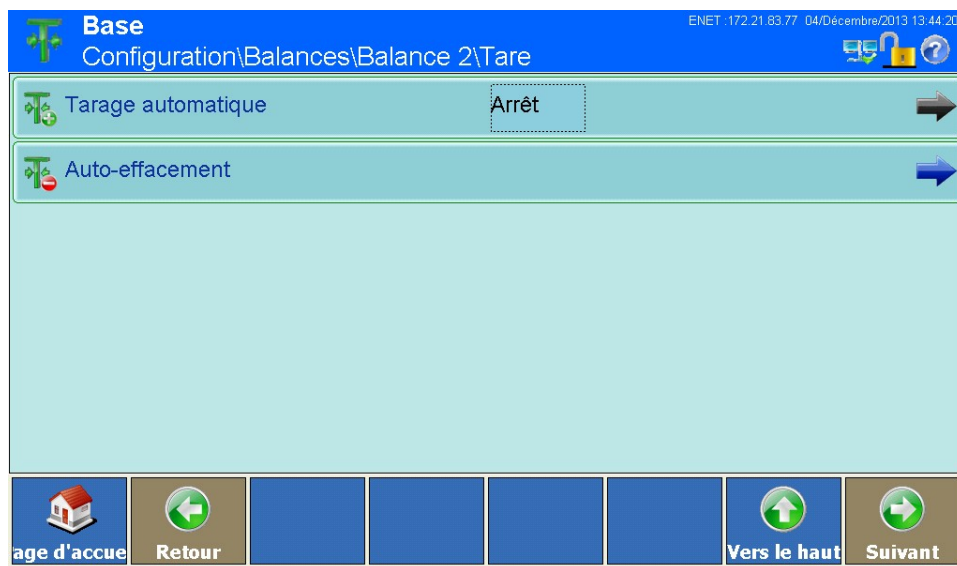 Base
ENET :172.21.83.77 04/Décembre/2013 13:44:20
Configuration\Balances\Balance 2\Tare
Tarage automatique Arrêt
Auto-effacement
age d'accue Retour Vers le haut Suivant